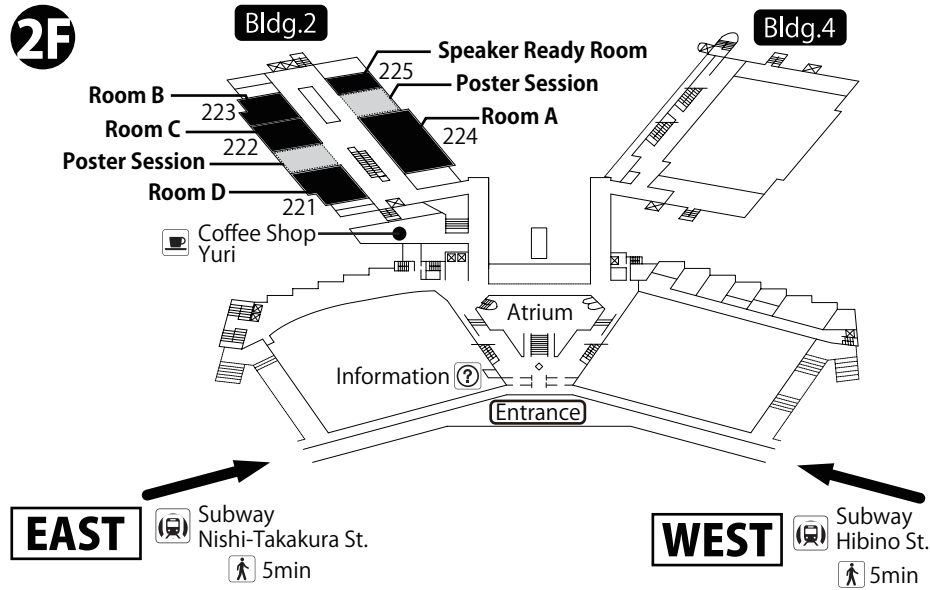 2F
Bldg.2
Bldg.4
Speaker Ready Room
225
Poster Session
Room B
223
Room A
224
Room C
222
Poster Session
Room D
221
Coffee Shop
Yuri
Atrium
Information ?
Entrance
EAST
Subway
Nishi-Takakura St.
5min
WEST
Subway
Hibino St.
5min